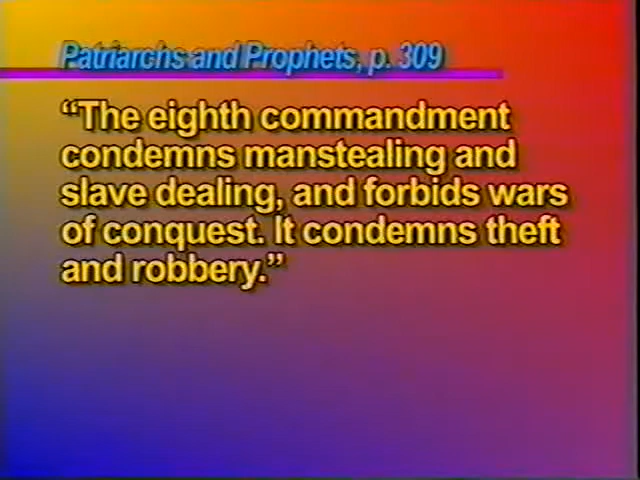 Patriarchs and Prophets, p. 309
“The eighth commandment
condemns manstealing and
slave dealing, and forbids wars
of conquest. It condemns theft
and robbery.”